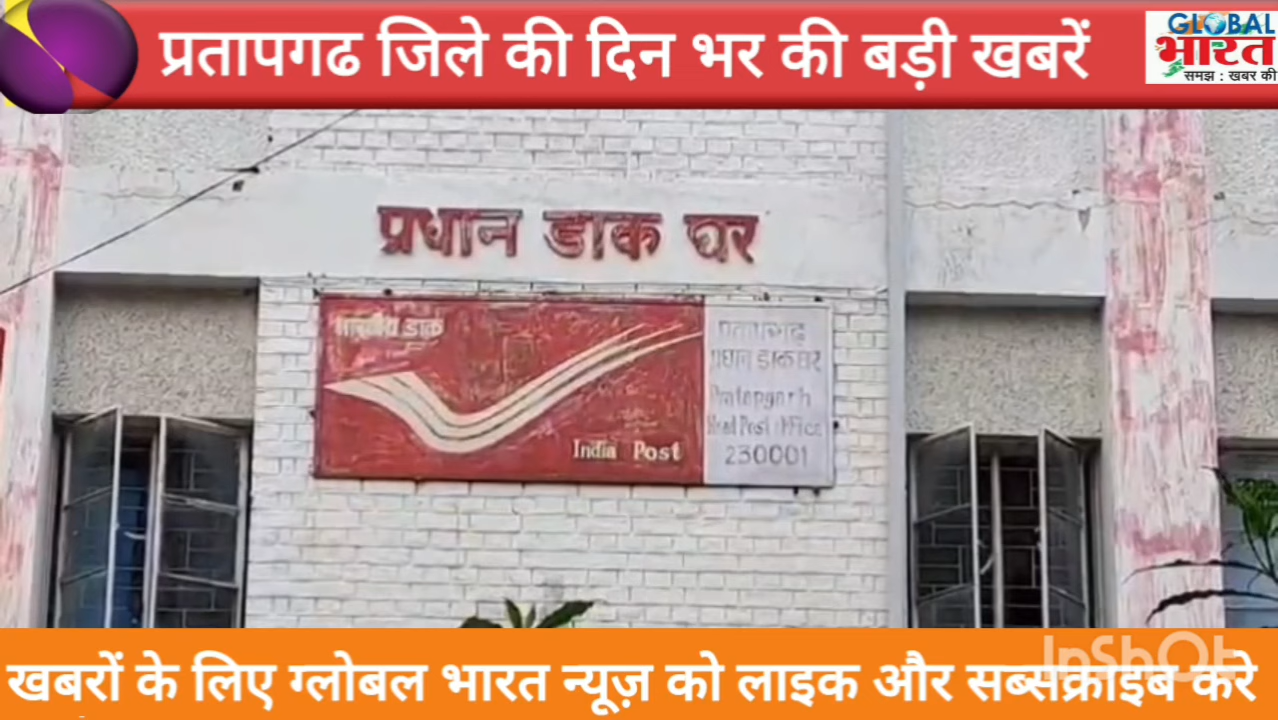 प्रतापगढ जिले की दिन भर की बड़ी खबरें
GLOBAL
भारत
समझ : खबर की
प्रधान डाक घर
भारतीय डाक
India Post
प्रतापगढ़
प्रधान डाक घर
Pratapgarh
Head Post Office
230001
InShOt
खबरों के लिए ग्लोबल भारत न्यूज़ को लाइक और सब्सक्राइब करे